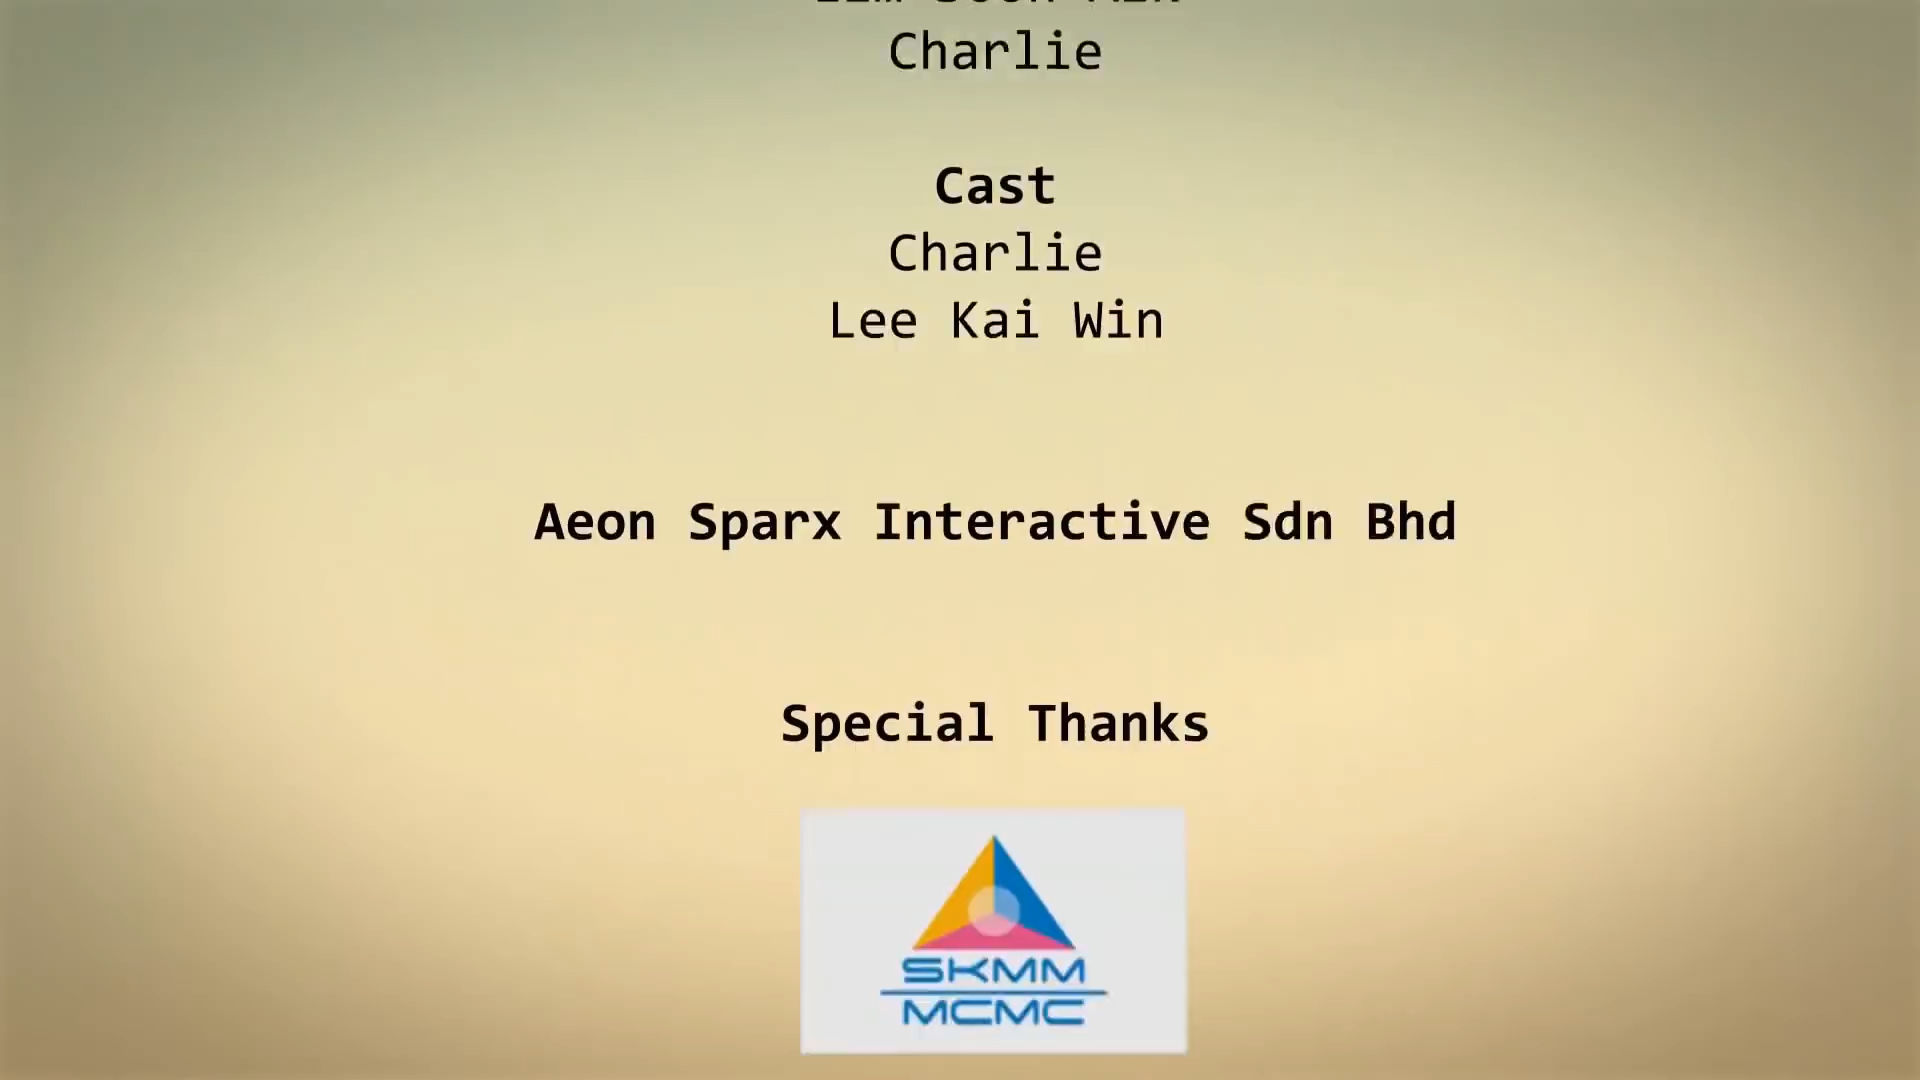 Charlie
Cast
Charlie
Lee Kai Win
Aeon Sparx Interactive Sdn Bhd
Special Thanks
SKMM
MCMC